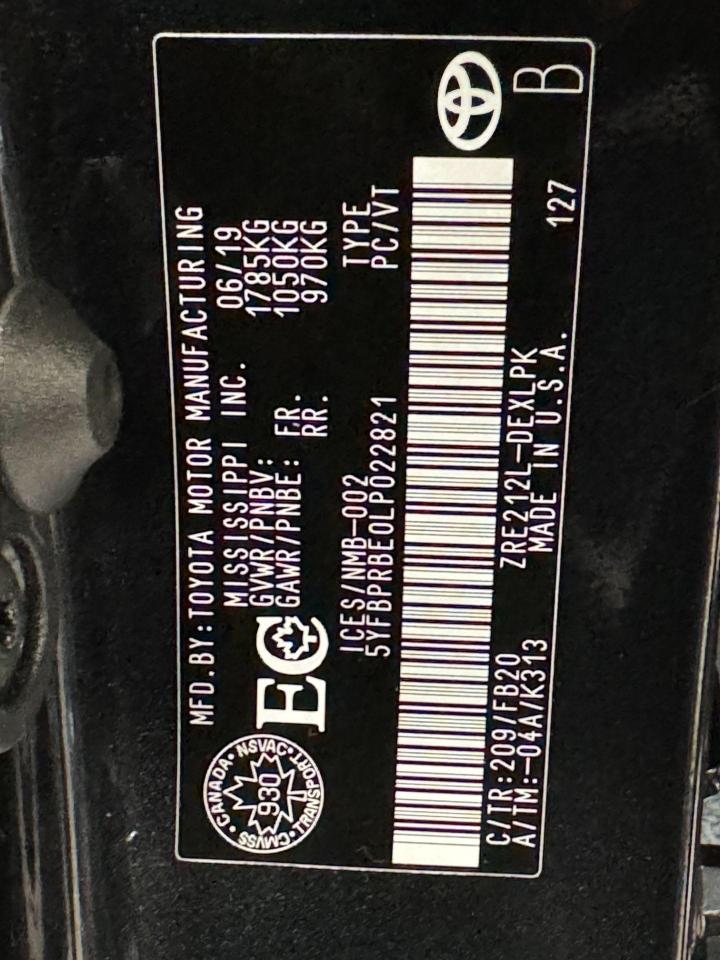 MFD.BY:TOYOTA MOTOR MANUFACTURING
MISSISSIPPI INC. 06/19
GVWR/PNBV: 1785KG
GAWR/PNBE: FR. 1050KG
RR. 970KG
CANADA • NSVAC • TRANSPORT • CMVSS •
930
EC
ICES/NMB-002 TYPE
5YFBPRBE0LP022821 PC/VT
C/TR:209/FB20 ZRE212L-DEXLPK
A/TM:-04A/K313 MADE IN U.S.A. 127
B